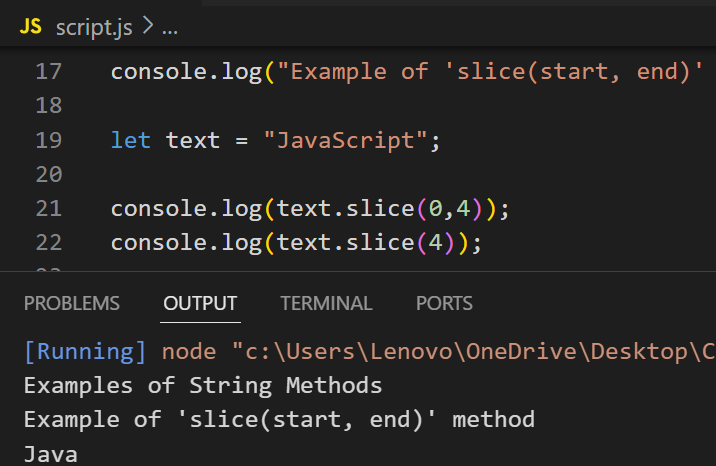 JS script.js > ...
17 console.log("Example of 'slice(start, end)'
18
19 let text = "JavaScript";
20
21 console.log(text.slice(0,4));
22 console.log(text.slice(4));
PROBLEMS OUTPUT TERMINAL PORTS
[Running] node "c:\Users\Lenovo\OneDrive\Desktop\C
Examples of String Methods
Example of 'slice(start, end)' method
Java